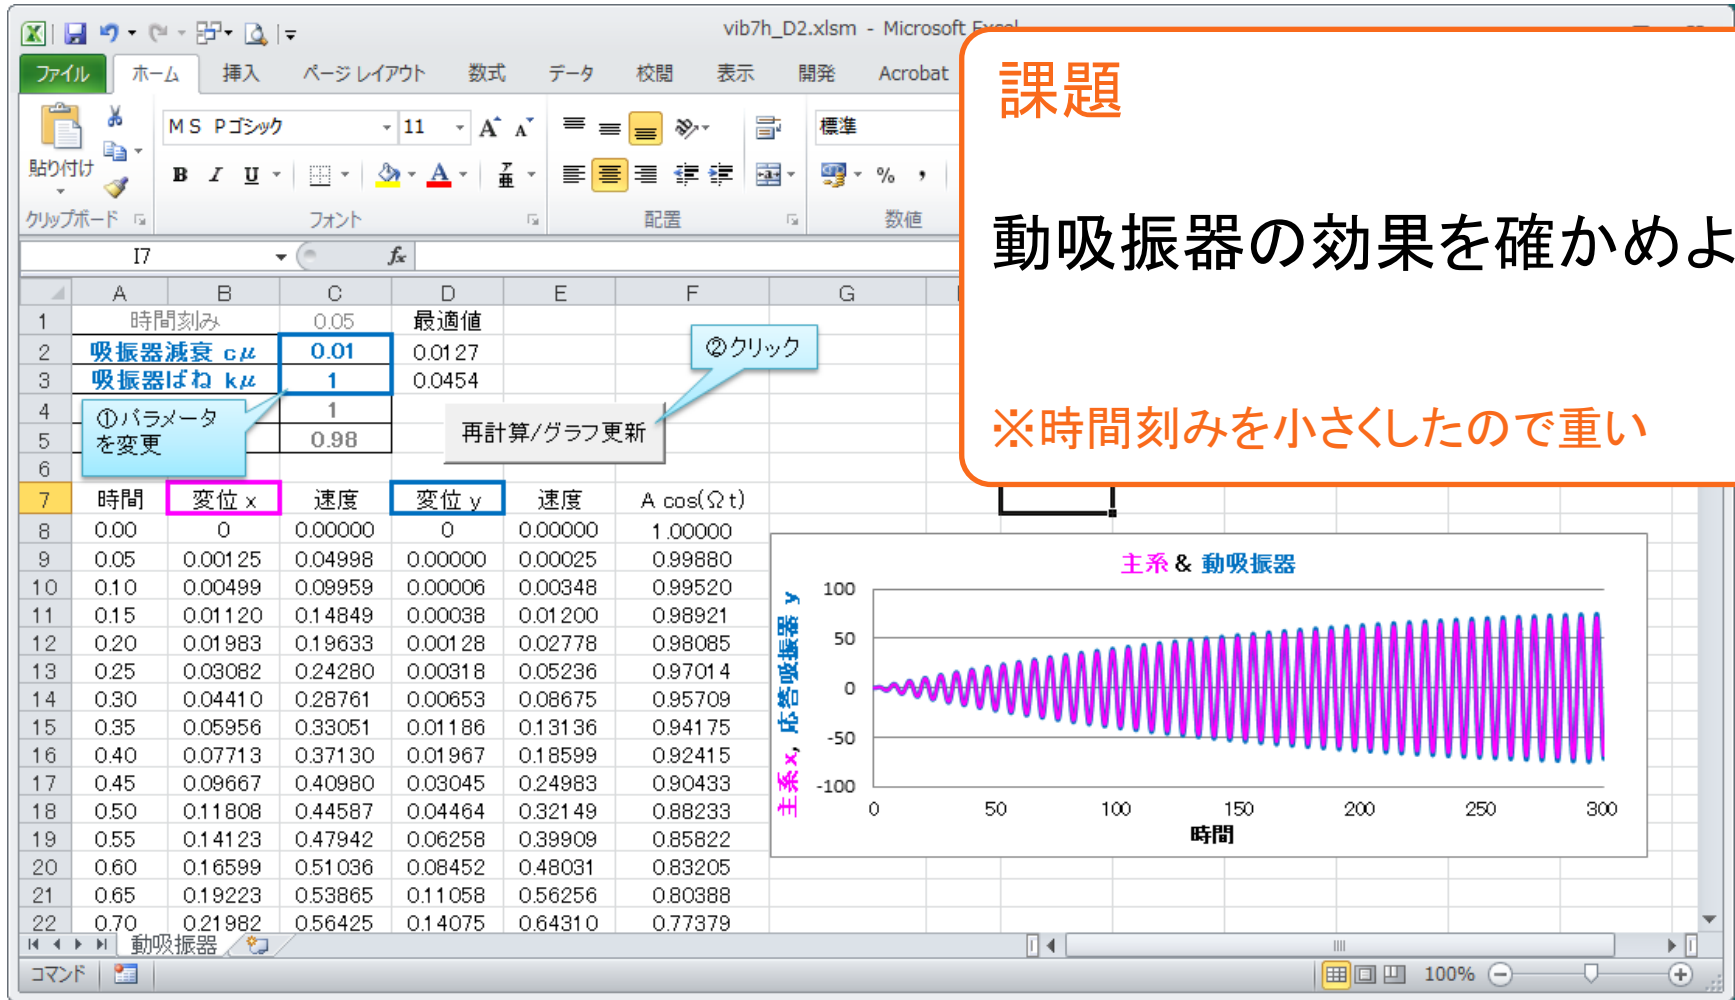 vib7h_D2.xlsm - Microsoft Excel
ファイル ホーム 挿入 ページ レイアウト 数式 データ 校閲 表示 開発 Acrobat
貼り付け
MS Pゴシック 11
標準
クリップボード フォント 配置 数値
課題
動吸振器の効果を確かめよ
※時間刻みを小さくしたので重い
I7 fx
A B C D E F G
1 時間刻み 0.05 最適値
2 吸振器減衰 cμ 0.01 0.0127
3 吸振器ばね kμ 1 0.0454
4 1
5 0.98
6
①パラメータ
を変更
②クリック
再計算/グラフ更新
7 時間 変位 x 速度 変位 y 速度 A cos(Ωt)
8 0.00 0 0.00000 0 0.00000 1.00000
9 0.05 0.00125 0.04998 0.00000 0.00025 0.99880
10 0.10 0.00499 0.09959 0.00006 0.00348 0.99520
11 0.15 0.01120 0.14849 0.00038 0.01200 0.98921
12 0.20 0.01983 0.19633 0.00128 0.02778 0.98085
13 0.25 0.03082 0.24280 0.00318 0.05236 0.97014
14 0.30 0.04410 0.28761 0.00653 0.08675 0.95709
15 0.35 0.05956 0.33051 0.01186 0.13136 0.94175
16 0.40 0.07713 0.37130 0.01967 0.18599 0.92415
17 0.45 0.09667 0.40980 0.03045 0.24983 0.90433
18 0.50 0.11808 0.44587 0.04464 0.32149 0.88233
19 0.55 0.14123 0.47942 0.06258 0.39909 0.85822
20 0.60 0.16599 0.51036 0.08452 0.48031 0.83205
21 0.65 0.19223 0.53865 0.11058 0.56256 0.80388
22 0.70 0.21982 0.56425 0.14075 0.64310 0.77379
主系 & 動吸振器
主系x, 応答吸振器 y
100
50
0
-50
-100
0 50 100 150 200 250 300
時間
動吸振器
コマンド 100%